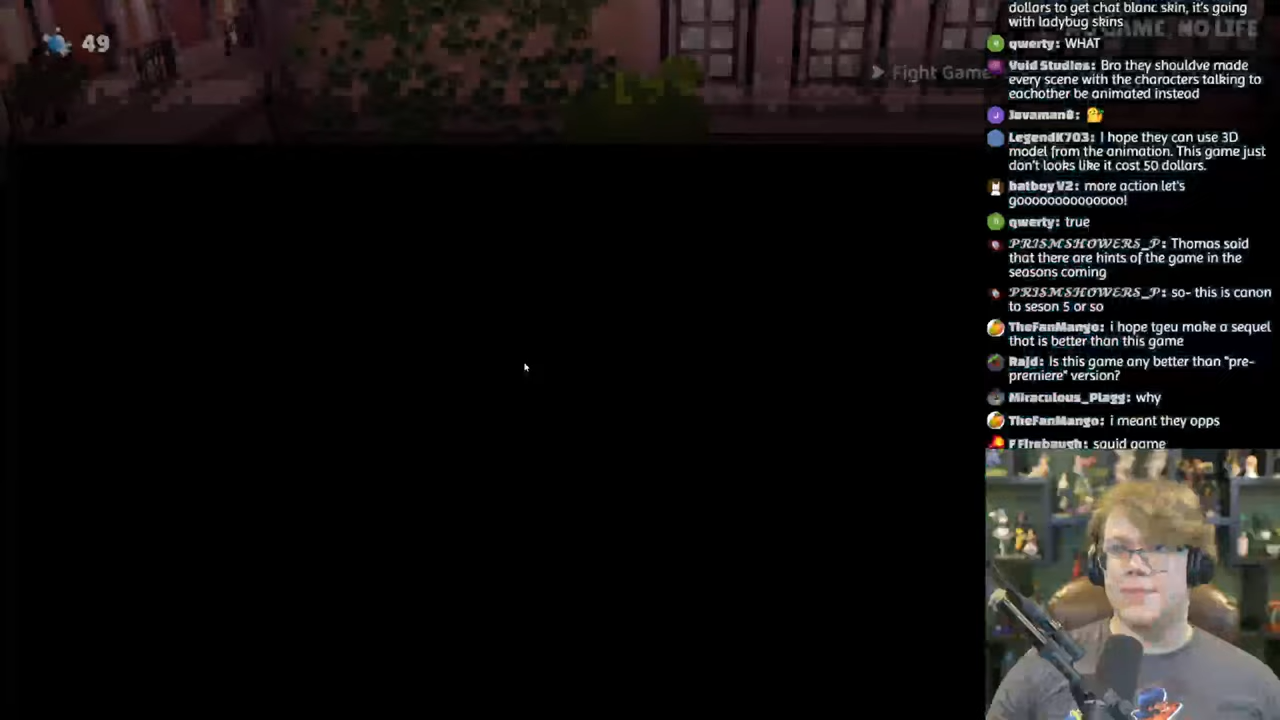 49
GAME, NO LIFE
Fight Game
dollars to get chat blanc skin, it's going
with ladybug skins
qwerty: WHAT
Void Studios: Bro they shouldve made
every scene with the characters talking to
eachother be animated instead
Javaman8:
LegendK703: I hope they can use 3D
model from the animation. This game just
don't looks like it cost 50 dollars.
batboy V2: more action let's
goooooooooooooo!
qwerty: true
𝓟𝓡𝓘𝓢𝓜𝓢𝓗𝓞𝓦𝓔𝓡𝓢_𝓟: Thomas said
that there are hints of the game in the
seasons coming
𝓟𝓡𝓘𝓢𝓜𝓢𝓗𝓞𝓦𝓔𝓡𝓢_𝓟: so- this is canon
to seson 5 or so
TheFanMango: i hope tgeu make a sequel
that is better than this game
Rajd: Is this game any better than "pre-
premiere" version?
Miraculous_Plagg: why
TheFanMango: i meant they opps
F Firebaugh: squid game